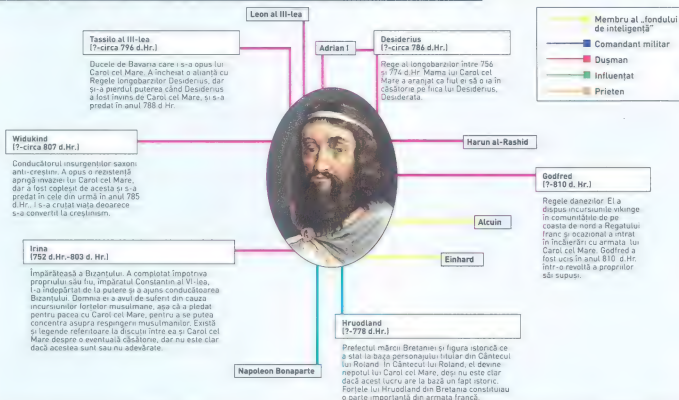 Leon al III-lea
Membru al „fondului
de inteligență”
Comandant militar
Dușman
Influențat
Prieten
Tassilo al III-lea
(?-circa 796 d.Hr.)
Ducele de Bavaria care i s-a opus lui
Carol cel Mare. A încheiat o alianță cu
Regele longobarzilor Desiderius, dar
și-a pierdut puterea când Desiderius
a fost învins de Carol cel Mare, și s-a
predat în anul 788 d.Hr.
Adrian I
Desiderius
(?-circa 786 d.Hr.)
Rege al longobarzilor între 756
și 774 d.Hr. Mama lui Carol cel
Mare a aranjat ca fiul ei să o ia în
căsătorie pe fiica lui Desiderius,
Desiderata.
Widukind
(?-circa 807 d.Hr.)
Conducătorul insurgenților saxoni
anti-creștini. A opus o rezistență
aprigă invaziei lui Carol cel Mare,
dar a fost copleșit de acesta și s-a
predat în cele din urmă în anul 785
d.Hr.. I s-a cruțat viața deoarece
s-a convertit la creștinism.
Harun al-Rashid
Godfred
(?-810 d. Hr.)
Regele danezilor. El a
dispus incursiunile vikinge
în comunitățile de pe
coasta de nord a Regatului
franc și ocazional a intrat
în încăierări cu armata lui
Carol cel Mare. Godfred a
fost ucis în anul 810 d.Hr.
într-o revoltă a propriilor
săi supuși.
Alcuin
Einhard
Irina
(752 d.Hr.-803 d. Hr.)
Împărăteasă a Bizanțului. A complotat împotriva
propriului său fiu, împăratul Constantin al VI-lea,
l-a îndepărtat de la putere și a ajuns conducătoarea
Bizanțului. Domnia ei a avut de suferit din cauza
incursiunilor forțelor musulmane, așa că a pledat
pentru pacea cu Carol cel Mare, pentru a se putea
concentra asupra respingerii musulmanilor. Există
și legende referitoare la discuții între ea și Carol cel
Mare despre o eventuală căsătorie, dar nu este clar
dacă acestea sunt sau nu adevărate.
Napoleon Bonaparte
Hruodland
(?-778 d.Hr.)
Prefectul mărcii Bretaniei și figura istorică ce
a stat la baza personajului titular din Cântecul
lui Roland. În Cântecul lui Roland, el devine
nepotul lui Carol cel Mare, deși nu este clar
dacă acest lucru are la bază un fapt istoric.
Forțele lui Hruodland din Bretania constituiau
o parte importantă din armata francă.